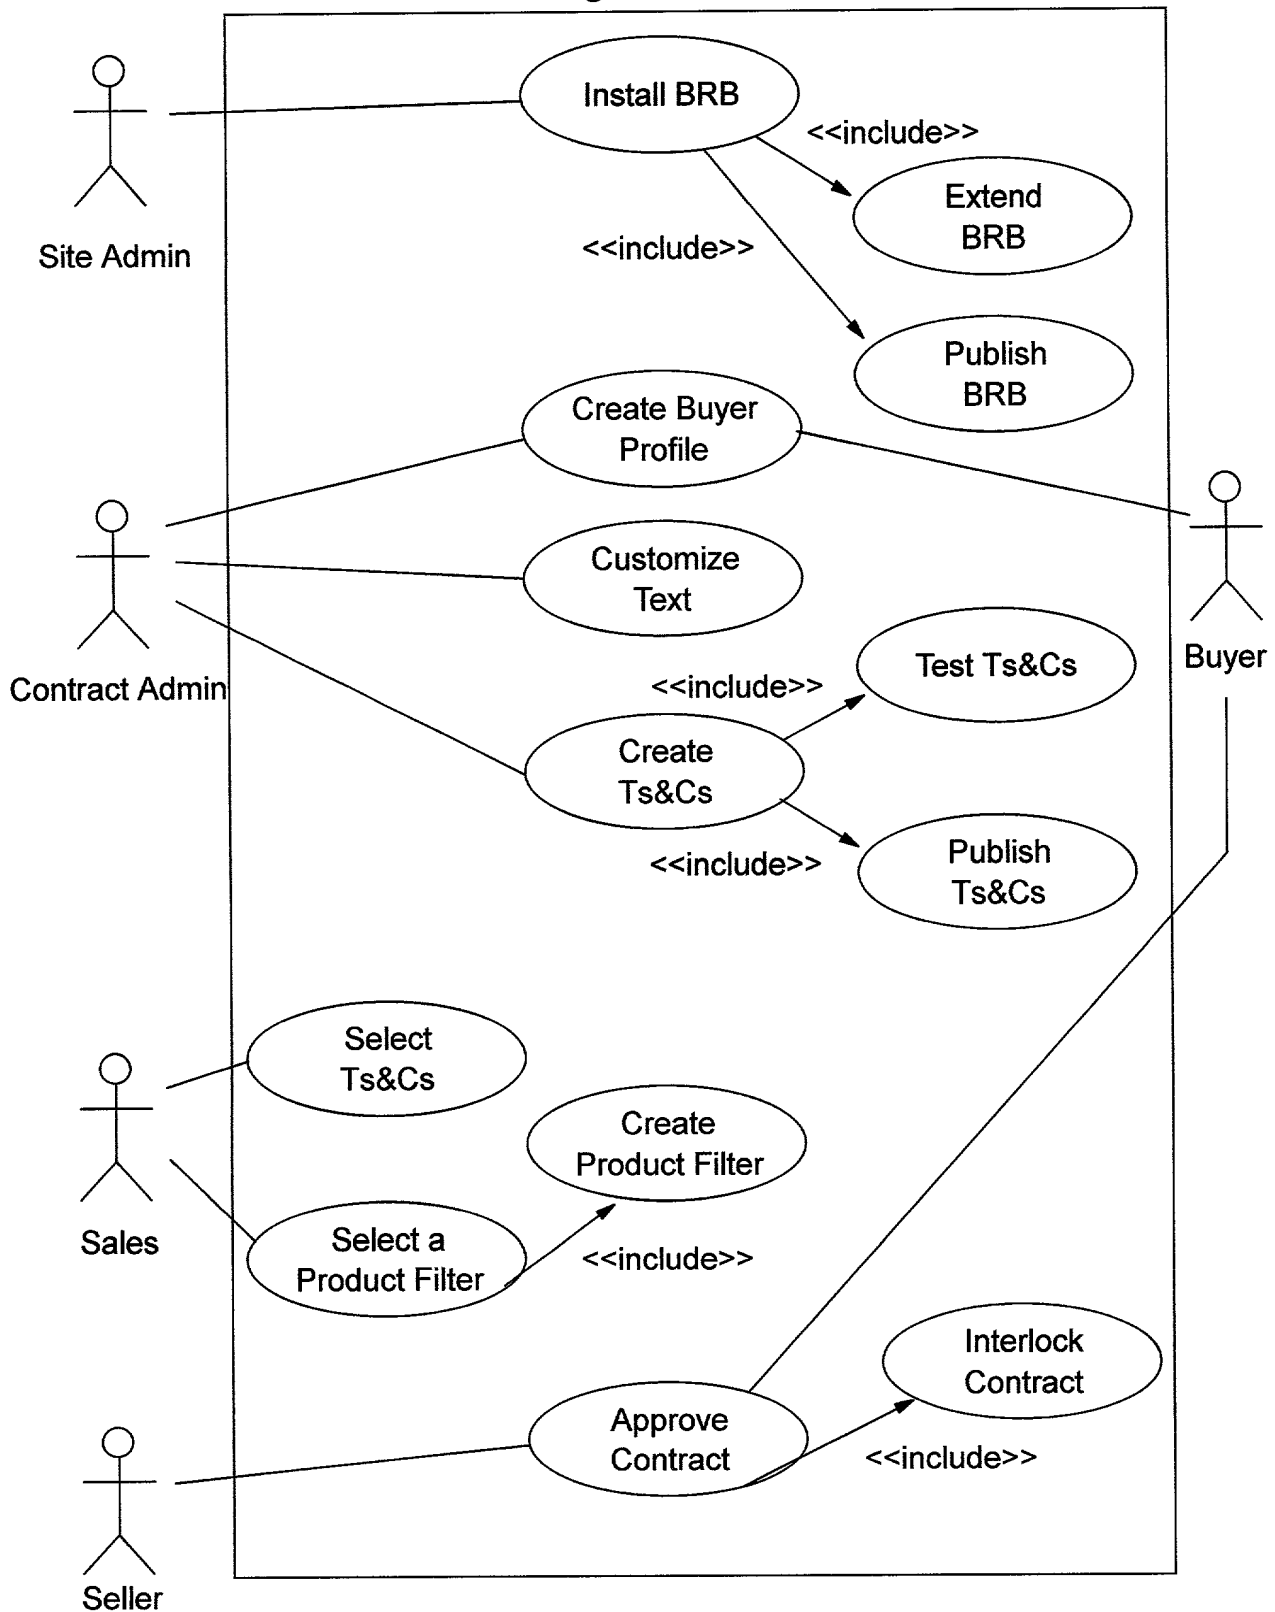 Install BRB
<<include>>
Extend
BRB
Site Admin
<<include>>
Publish
BRB
Create Buyer
Profile
Customize
Text
Contract Admin
Buyer
<<include>>
Test Ts&Cs
Create
Ts&Cs
<<include>>
Publish
Ts&Cs
Select
Ts&Cs
Create
Product Filter
Sales
Select a
Product Filter
<<include>>
Interlock
Contract
Approve
Contract
<<include>>
Seller